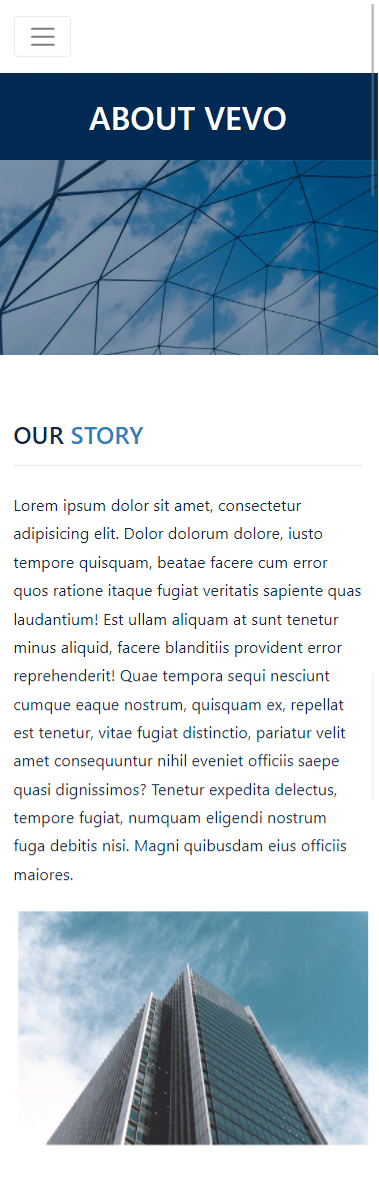 ABOUT VEVO
OUR STORY
Lorem ipsum dolor sit amet, consectetur
adipisicing elit. Dolor dolorum dolore, iusto
tempore quisquam, beatae facere cum error
quos ratione itaque fugiat veritatis sapiente quas
laudantium! Est ullam aliquam at sunt tenetur
minus aliquid, facere blanditiis provident error
reprehenderit! Quae tempora sequi nesciunt
cumque eaque nostrum, quisquam ex, repellat
est tenetur, vitae fugiat distinctio, pariatur velit
amet consequuntur nihil eveniet officiis saepe
quasi dignissimos? Tenetur expedita delectus,
tempore fugiat, numquam eligendi nostrum
fuga debitis nisi. Magni quibusdam eius officiis
maiores.